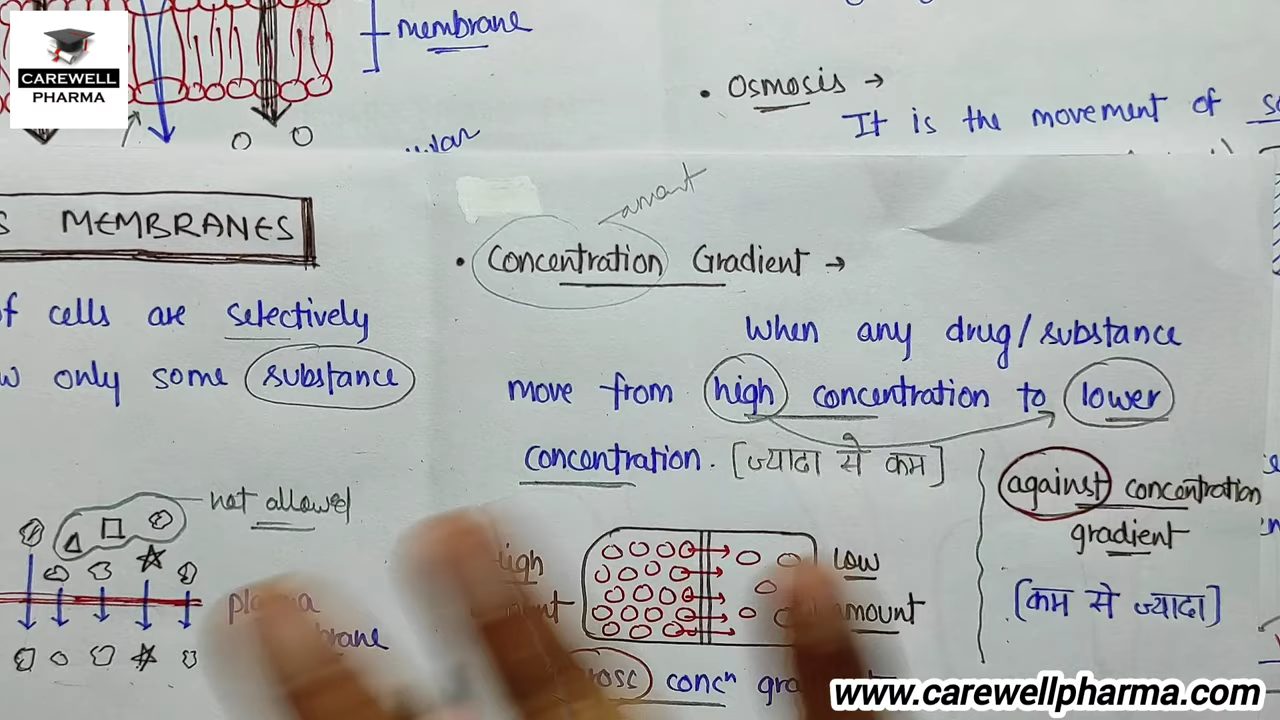 CAREWELL
PHARMA
membrane
• Osmosis →
It is the movement of
MEMBRANES
of cells are selectively
only some substance
not allowed
amount
• Concentration Gradient →
When any drug/substance
move from high concentration to lower
concentration. [ज्यादा से कम]
against concentration
gradient
[कम से ज्यादा]
Low
amount
concⁿ
www.carewellpharma.com